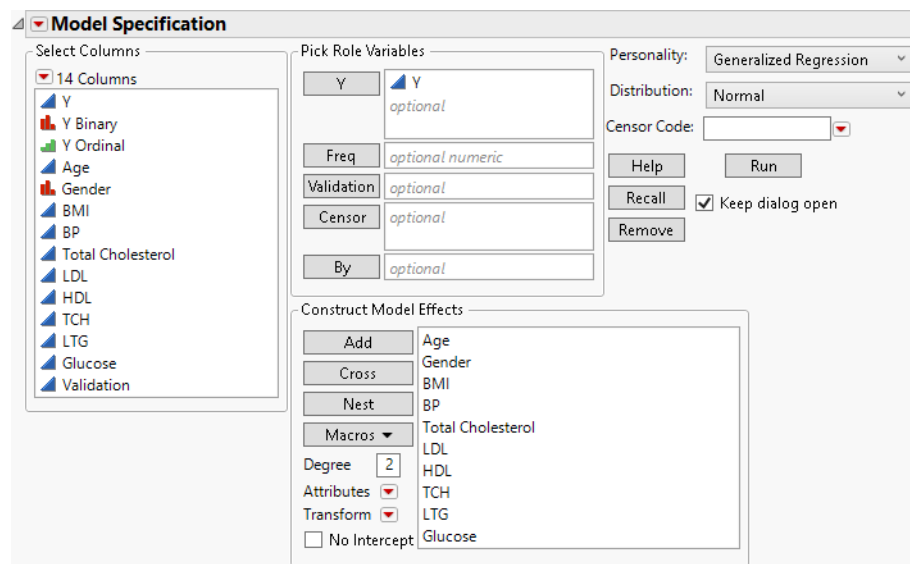 Model Specification
Select Columns
14 Columns
Y
Y Binary
Y Ordinal
Age
Gender
BMI
BP
Total Cholesterol
LDL
HDL
TCH
LTG
Glucose
Validation
Pick Role Variables
Y
Y
optional
Freq
optional numeric
Validation
optional
Censor
optional
By
optional
Personality:
Generalized Regression
Distribution:
Normal
Censor Code:
Help
Run
Recall
Keep dialog open
Remove
Construct Model Effects
Add
Cross
Nest
Macros
Degree
2
Attributes
Transform
No Intercept
Age
Gender
BMI
BP
Total Cholesterol
LDL
HDL
TCH
LTG
Glucose